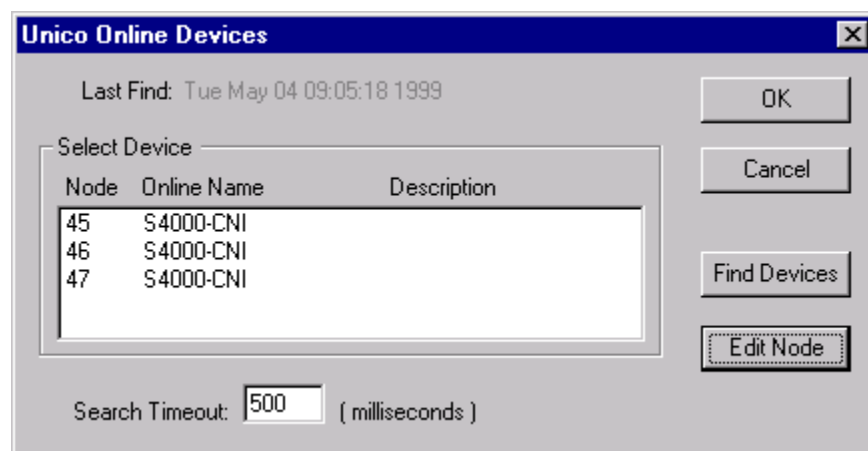 Unico Online Devices
Last Find: Tue May 04 09:05:18 1999
OK
Select Device
Cancel
Node Online Name Description
45 S4000-CNI
46 S4000-CNI
47 S4000-CNI
Find Devices
Edit Node
Search Timeout: 500 ( milliseconds )